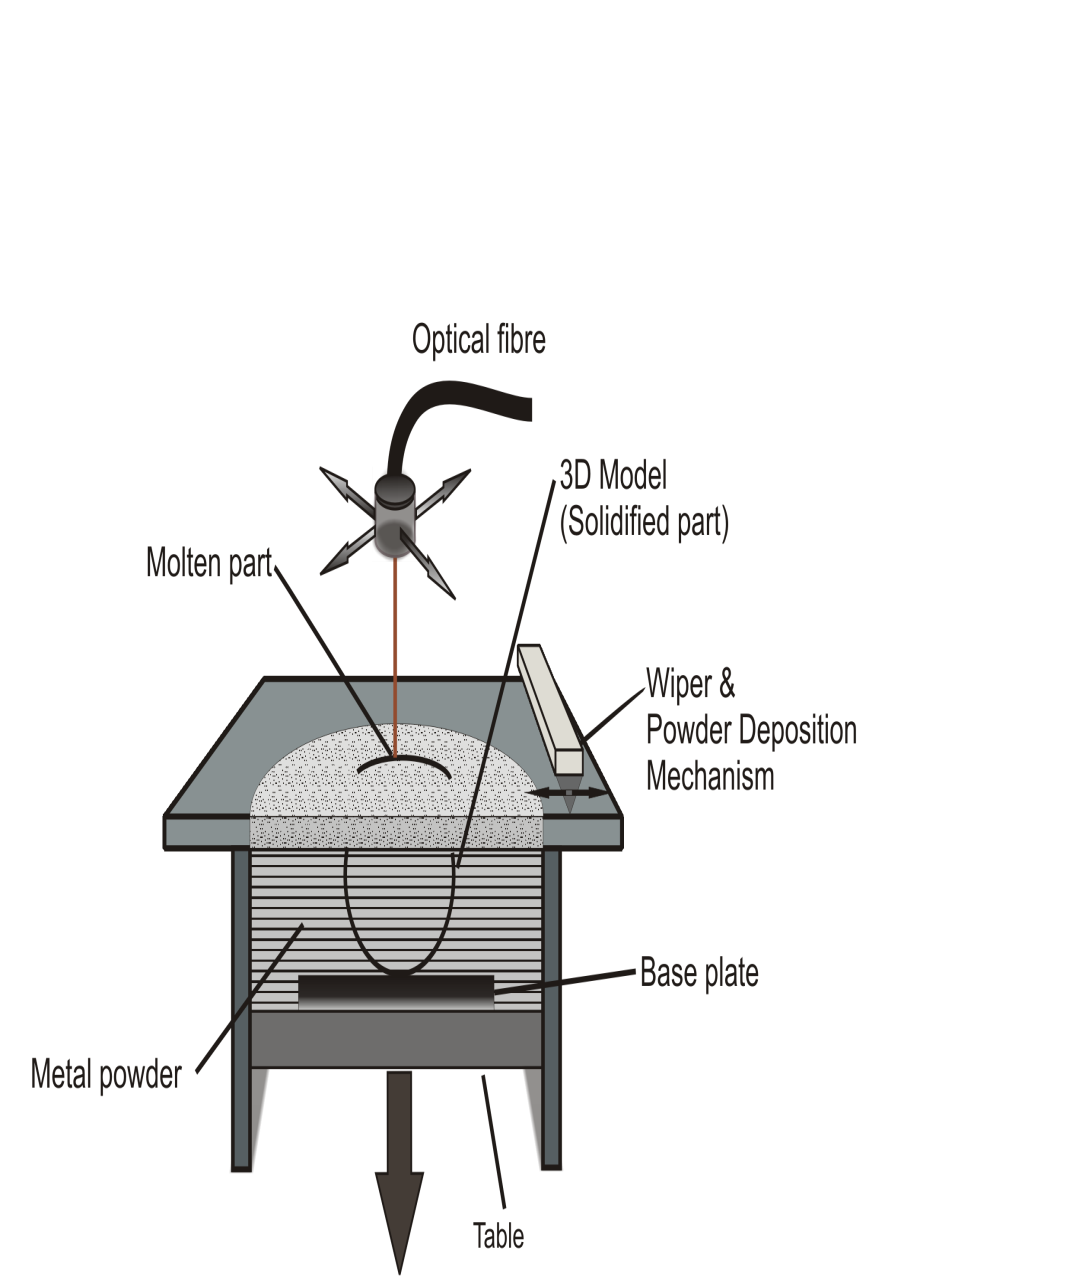 Optical fibre
3D Model
(Solidified part)
Molten part
Wiper &
Powder Deposition
Mechanism
Base plate
Metal powder
Table